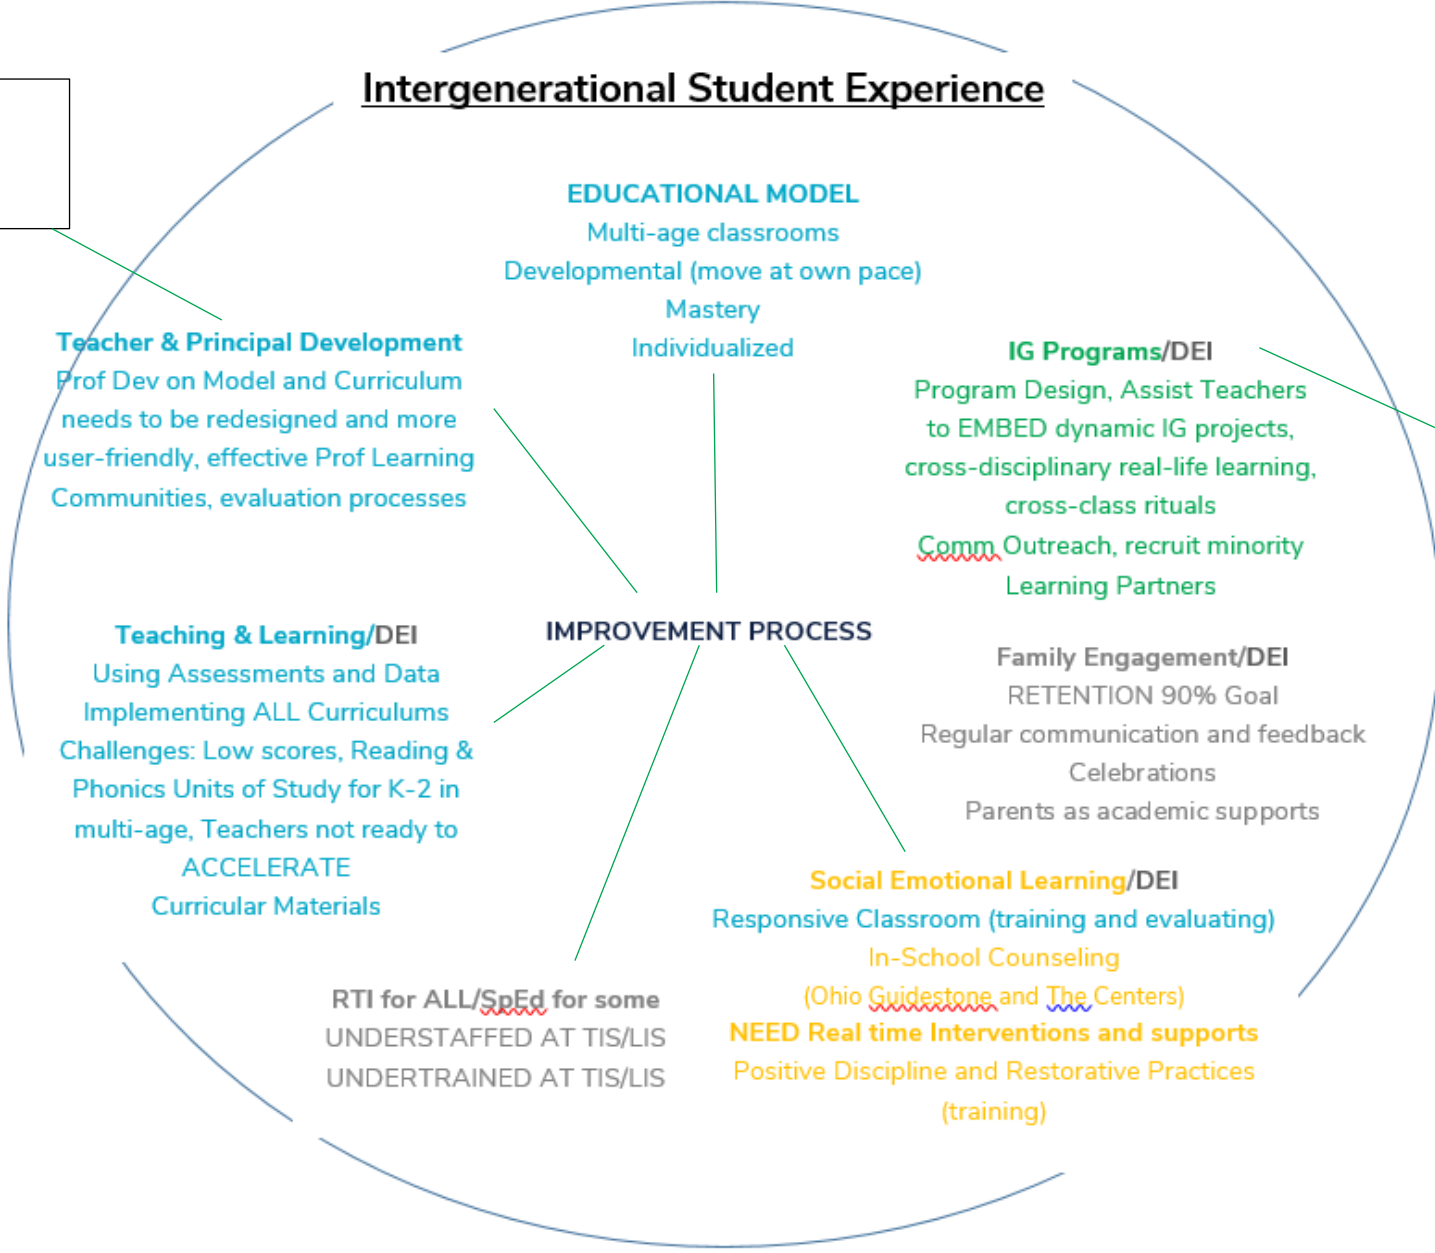 Intergenerational Student Experience
EDUCATIONAL MODEL
Multi-age classrooms
Developmental (move at own pace)
Mastery
Individualized
Teacher & Principal Development
Prof Dev on Model and Curriculum
needs to be redesigned and more
user-friendly, effective Prof Learning
Communities, evaluation processes
IG Programs/DEI
Program Design, Assist Teachers
to EMBED dynamic IG projects,
cross-disciplinary real-life learning,
cross-class rituals
Comm Outreach, recruit minority
Learning Partners
IMPROVEMENT PROCESS
Teaching & Learning/DEI
Using Assessments and Data
Implementing ALL Curriculums
Challenges: Low scores, Reading &
Phonics Units of Study for K-2 in
multi-age, Teachers not ready to
ACCELERATE
Curricular Materials
Family Engagement/DEI
RETENTION 90% Goal
Regular communication and feedback
Celebrations
Parents as academic supports
Social Emotional Learning/DEI
Responsive Classroom (training and evaluating)
In-School Counseling
(Ohio Guidestone and The Centers)
NEED Real time Interventions and supports
Positive Discipline and Restorative Practices
(training)
RTI for ALL/SpEd for some
UNDERSTAFFED AT TIS/LIS
UNDERTRAINED AT TIS/LIS